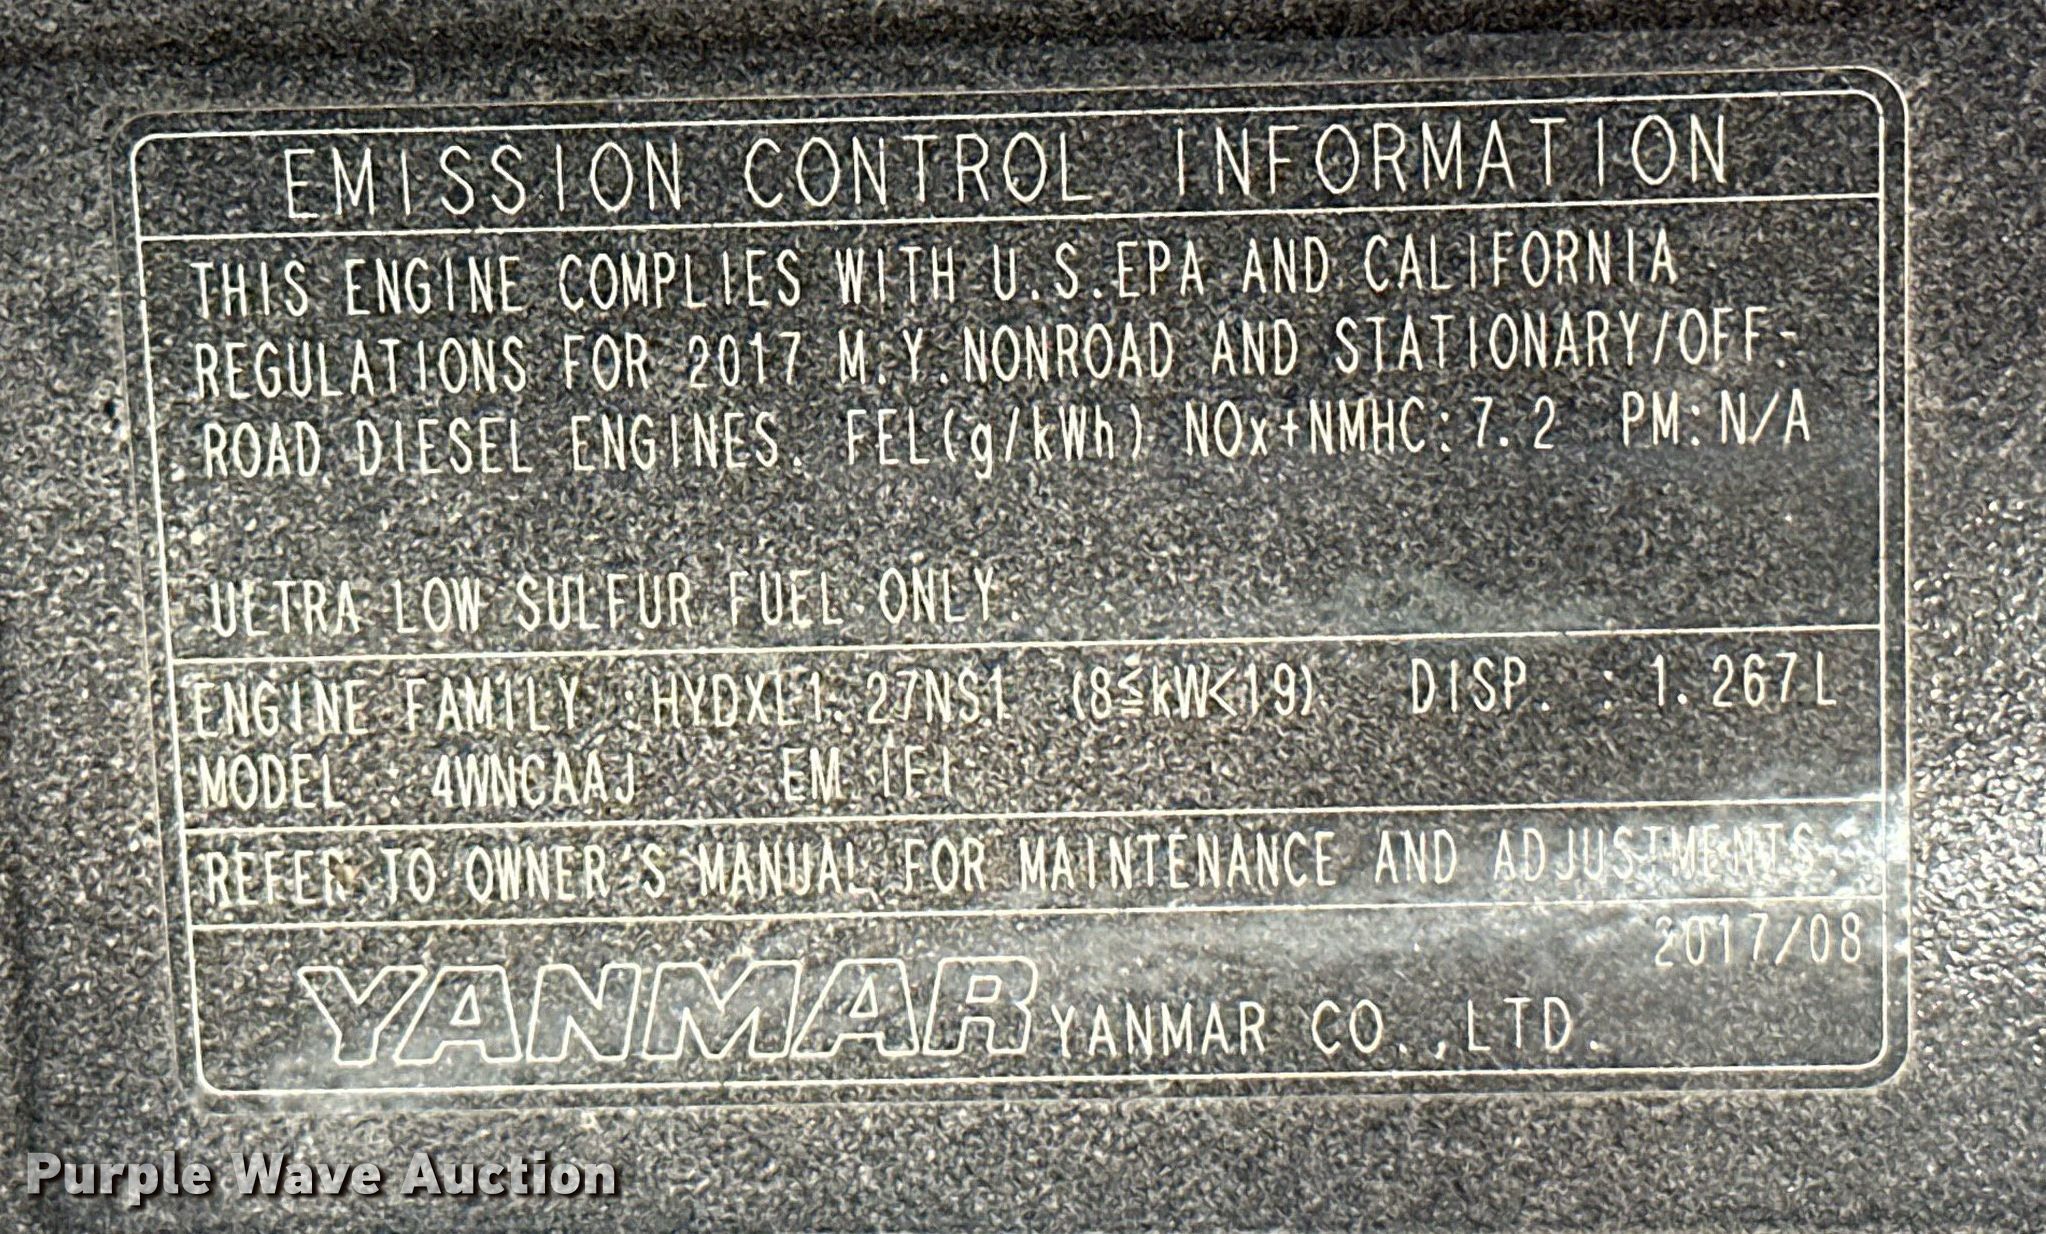 EMISSION CONTROL INFORMATION
THIS ENGINE COMPLIES WITH U.S.EPA AND CALIFORNIA
REGULATIONS FOR 2017 M.Y.NONROAD AND STATIONARY/OFF-
ROAD DIESEL ENGINES. FEL(g/kWh) NOx+NMHC:7.2 PM:N/A
ULTRA LOW SULFUR FUEL ONLY.
ENGINE FAMILY :HYDXL1.27NS1 (8≦kW<19) DISP. : 1.267L
MODEL : 4WNCAAJ EM IFI
REFER TO OWNER'S MANUAL FOR MAINTENANCE AND ADJUSTMENTS.
2017/08
YANMAR YANMAR CO.,LTD.
Purple Wave Auction